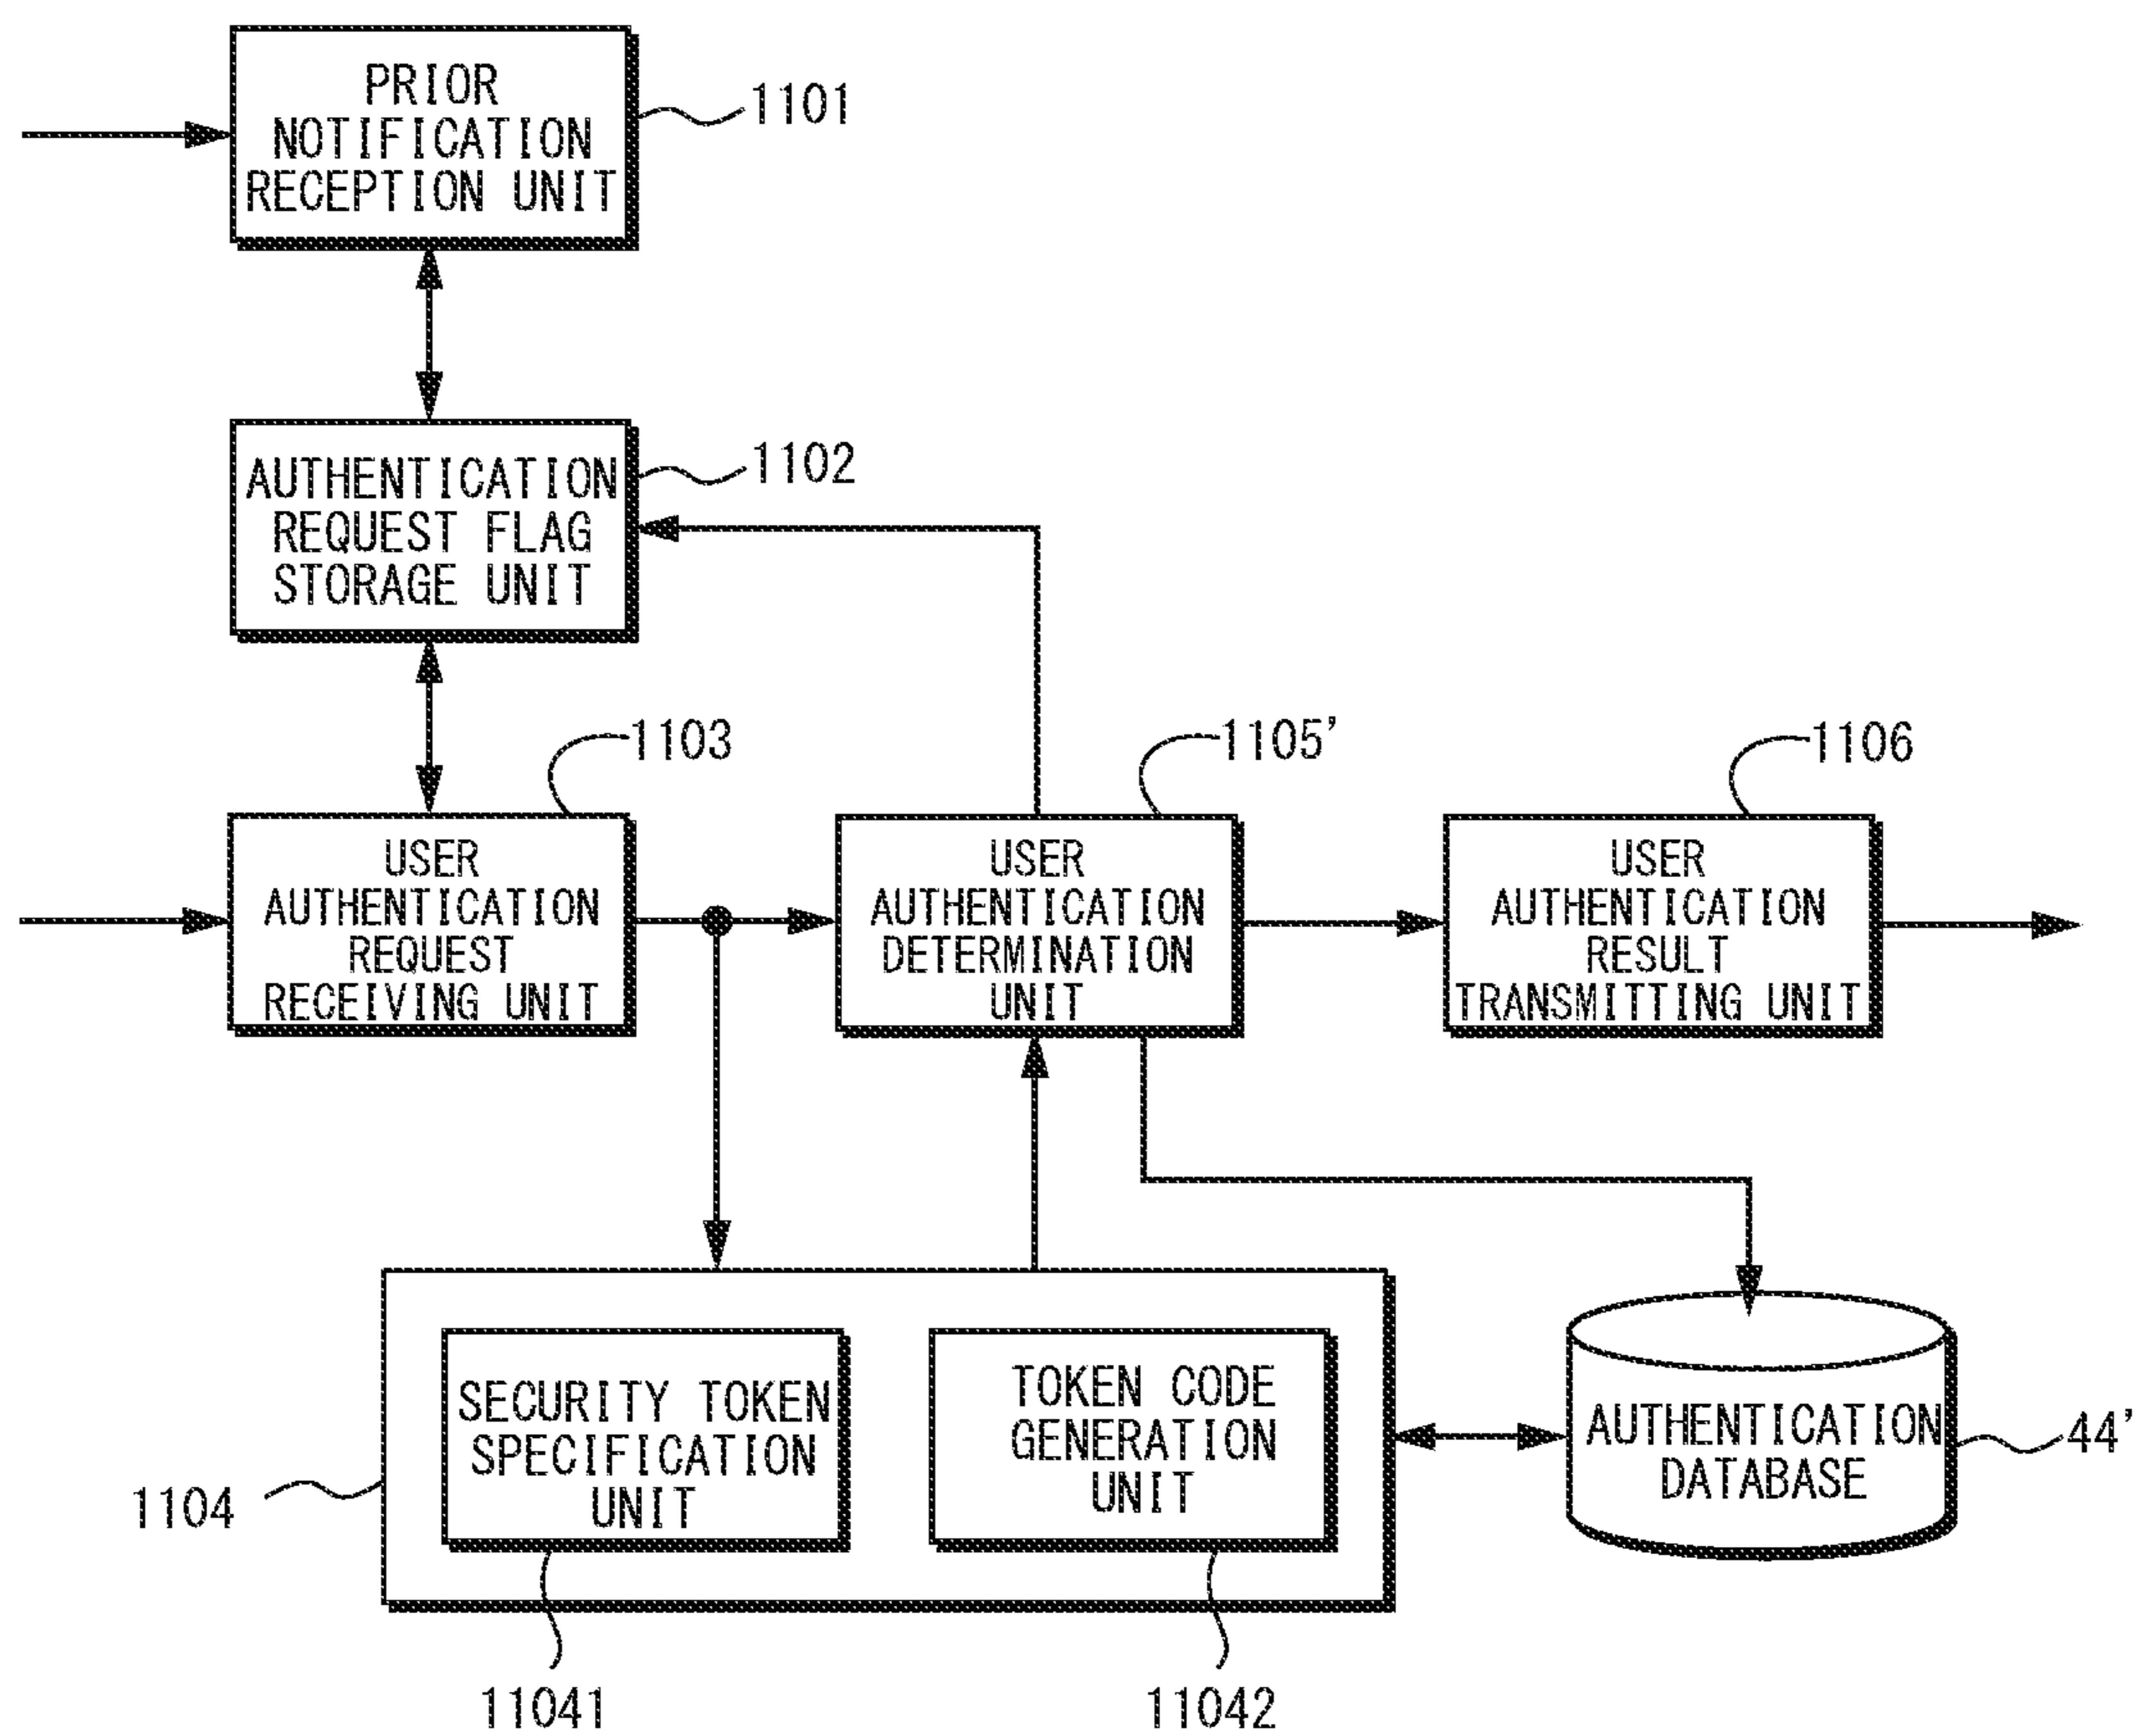 PRIOR
NOTIFICATION
RECEPTION UNIT
1101
AUTHENTICATION
REQUEST FLAG
STORAGE UNIT
1102
USER
AUTHENTICATION
REQUEST
RECEIVING UNIT
1103
USER
AUTHENTICATION
DETERMINATION
UNIT
1105'
USER
AUTHENTICATION
RESULT
TRANSMITTING UNIT
1106
1104
SECURITY TOKEN
SPECIFICATION
UNIT
11041
TOKEN CODE
GENERATION
UNIT
11042
AUTHENTICATION
DATABASE
44'